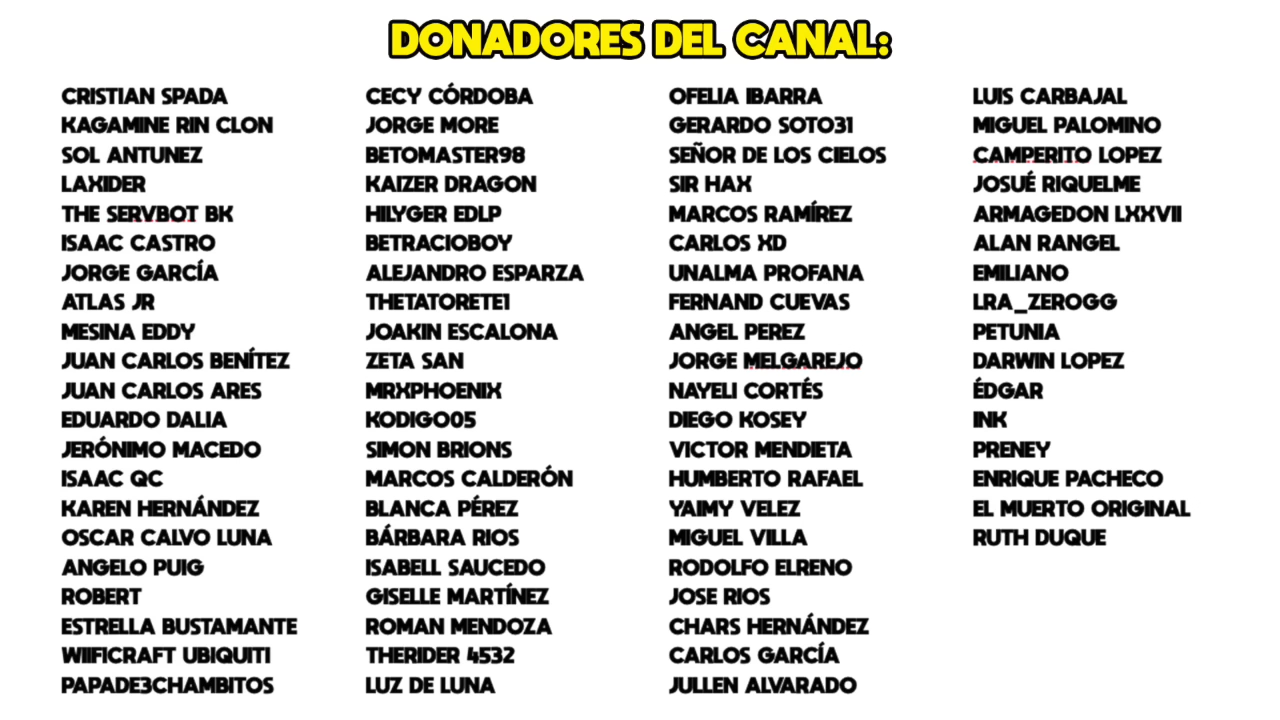 DONADORES DEL CANAL:
CRISTIAN SPADA
KAGAMINE RIN CLON
SOL ANTUNEZ
LAXIDER
THE SERVBOT BK
ISAAC CASTRO
JORGE GARCÍA
ATLAS JR
MESINA EDDY
JUAN CARLOS BENÍTEZ
JUAN CARLOS ARES
EDUARDO DALIA
JERÓNIMO MACEDO
ISAAC QC
KAREN HERNÁNDEZ
OSCAR CALVO LUNA
ANGELO PUIG
ROBERT
ESTRELLA BUSTAMANTE
WIIFICRAFT UBIQUITI
PAPADE3CHAMBITOS
CECY CÓRDOBA
JORGE MORE
BETOMASTER98
KAIZER DRAGON
HILYGER EDLP
BETRACIOBOY
ALEJANDRO ESPARZA
THETATORETE1
JOAKIN ESCALONA
ZETA SAN
MRXPHOENIX
KODIGO05
SIMON BRIONS
MARCOS CALDERÓN
BLANCA PÉREZ
BÁRBARA RIOS
ISABELL SAUCEDO
GISELLE MARTÍNEZ
ROMAN MENDOZA
THERIDER 4532
LUZ DE LUNA
OFELIA IBARRA
GERARDO SOTO31
SEÑOR DE LOS CIELOS
SIR HAX
MARCOS RAMÍREZ
CARLOS XD
UNALMA PROFANA
FERNAND CUEVAS
ANGEL PEREZ
JORGE MELGAREJO
NAYELI CORTÉS
DIEGO KOSEY
VICTOR MENDIETA
HUMBERTO RAFAEL
YAIMY VELEZ
MIGUEL VILLA
RODOLFO ELRENO
JOSE RIOS
CHARS HERNÁNDEZ
CARLOS GARCÍA
JULLEN ALVARADO
LUIS CARBAJAL
MIGUEL PALOMINO
CAMPERITO LOPEZ
JOSUÉ RIQUELME
ARMAGEDON LXXVII
ALAN RANGEL
EMILIANO
LRA_ZEROGG
PETUNIA
DARWIN LOPEZ
ÉDGAR
INK
PRENEY
ENRIQUE PACHECO
EL MUERTO ORIGINAL
RUTH DUQUE